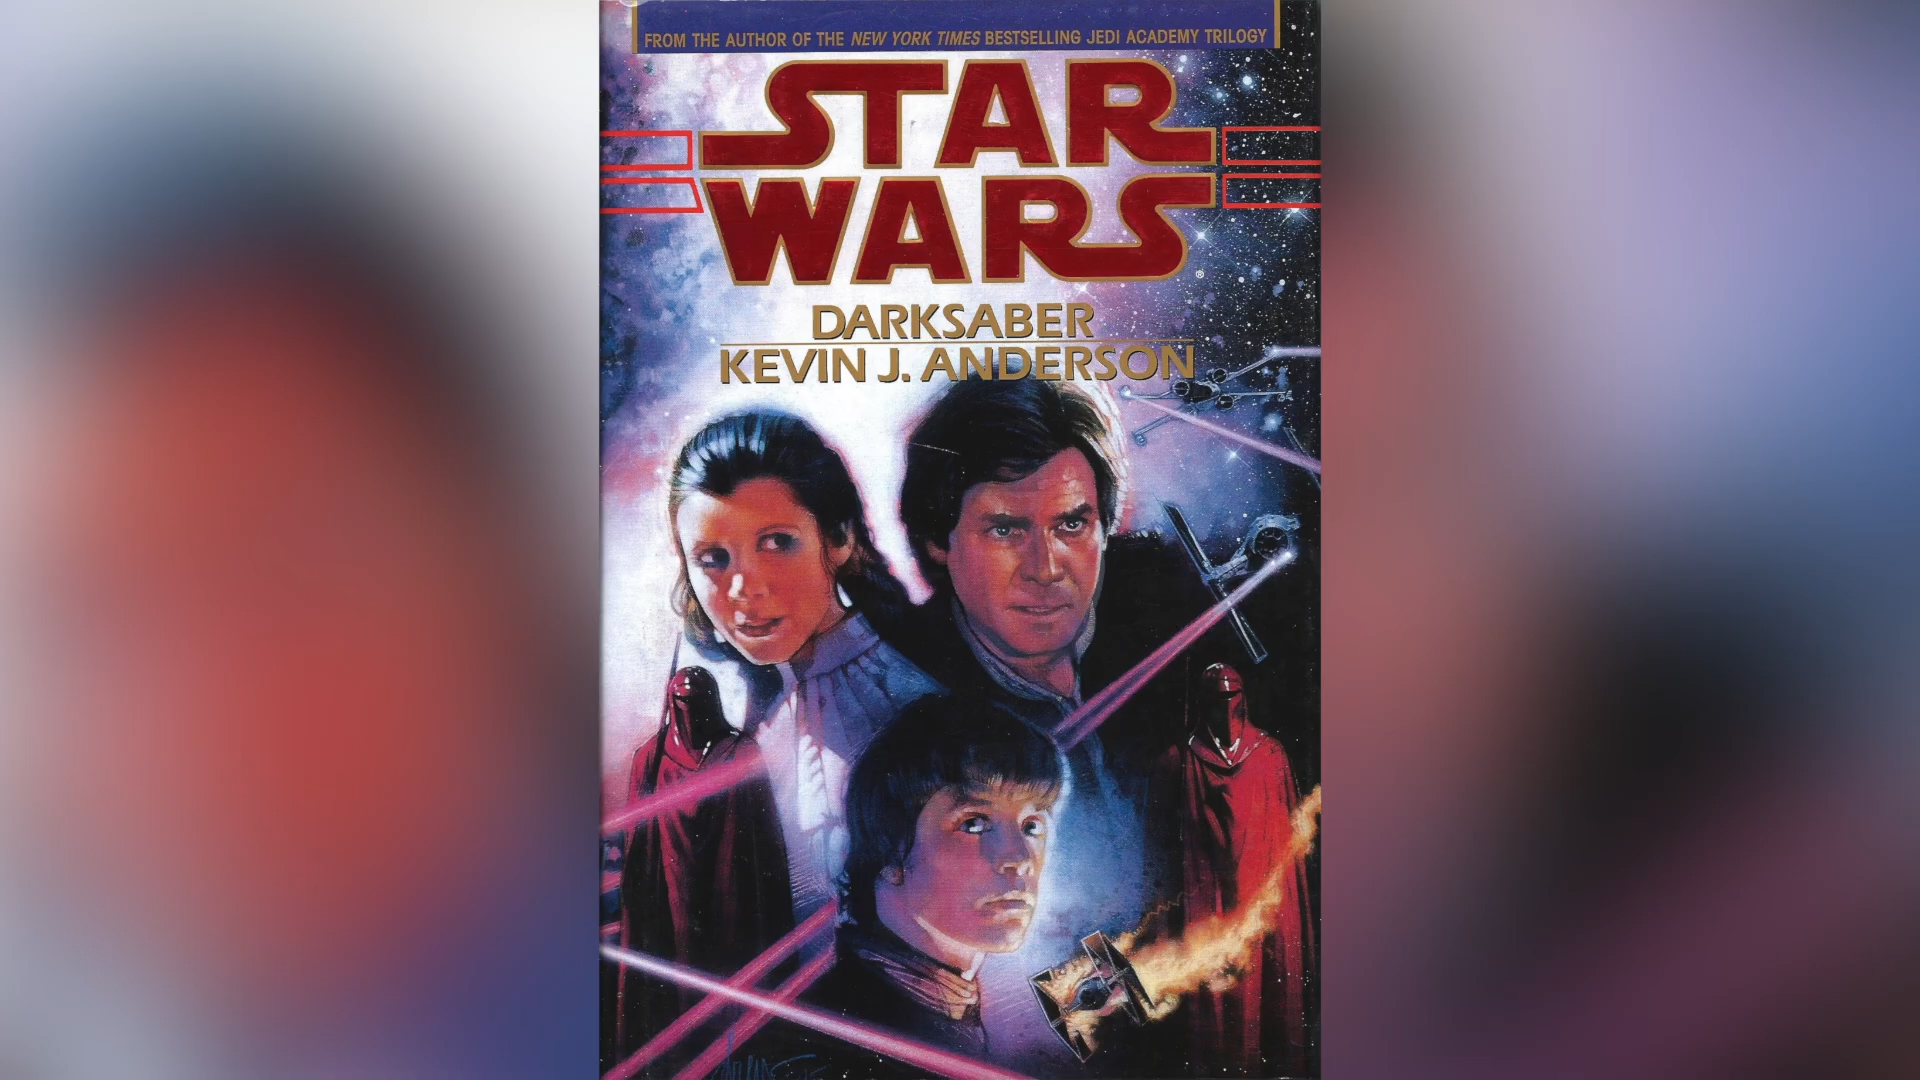 FROM THE AUTHOR OF THE NEW YORK TIMES BESTSELLING JEDI ACADEMY TRILOGY
STAR
WARS®
DARKSABER
KEVIN J. ANDERSON